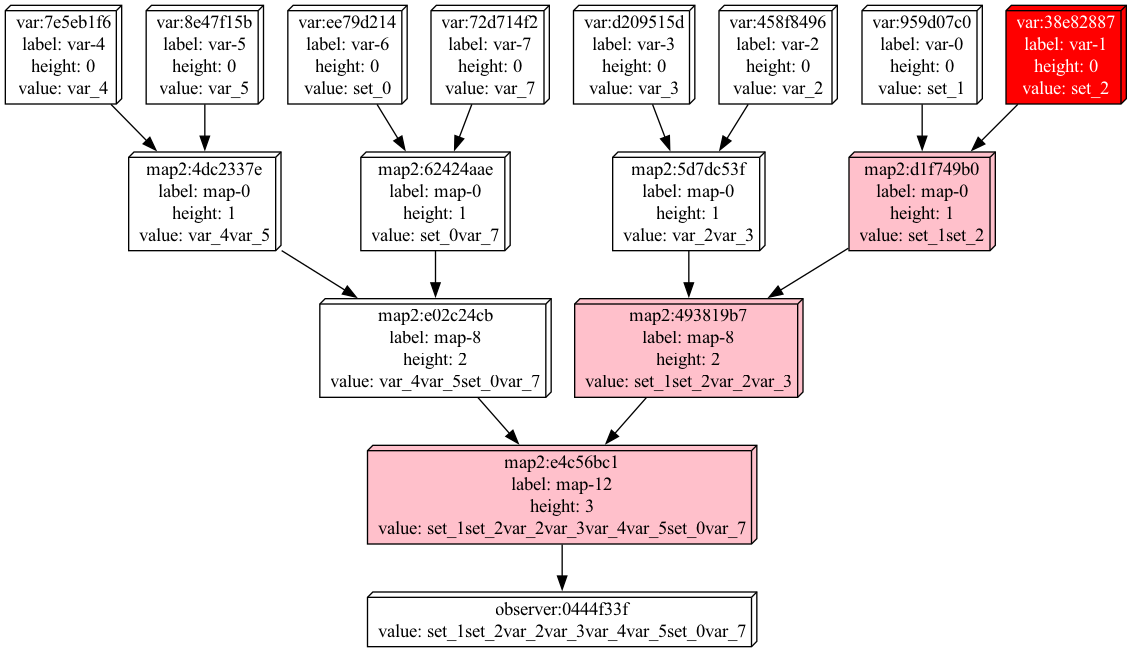 var:7e5eb1f6
label: var-4
height: 0
value: var_4
var:8e47f15b
label: var-5
height: 0
value: var_5
var:ee79d214
label: var-6
height: 0
value: set_0
var:72d714f2
label: var-7
height: 0
value: var_7
var:d209515d
label: var-3
height: 0
value: var_3
var:458f8496
label: var-2
height: 0
value: var_2
var:959d07c0
label: var-0
height: 0
value: set_1
var:38e82887
label: var-1
height: 0
value: set_2
map2:4dc2337e
label: map-0
height: 1
value: var_4var_5
map2:62424aae
label: map-0
height: 1
value: set_0var_7
map2:5d7dc53f
label: map-0
height: 1
value: var_2var_3
map2:d1f749b0
label: map-0
height: 1
value: set_1set_2
map2:e02c24cb
label: map-8
height: 2
value: var_4var_5set_0var_7
map2:493819b7
label: map-8
height: 2
value: set_1set_2var_2var_3
map2:e4c56bc1
label: map-12
height: 3
value: set_1set_2var_2var_3var_4var_5set_0var_7
observer:0444f33f
value: set_1set_2var_2var_3var_4var_5set_0var_7